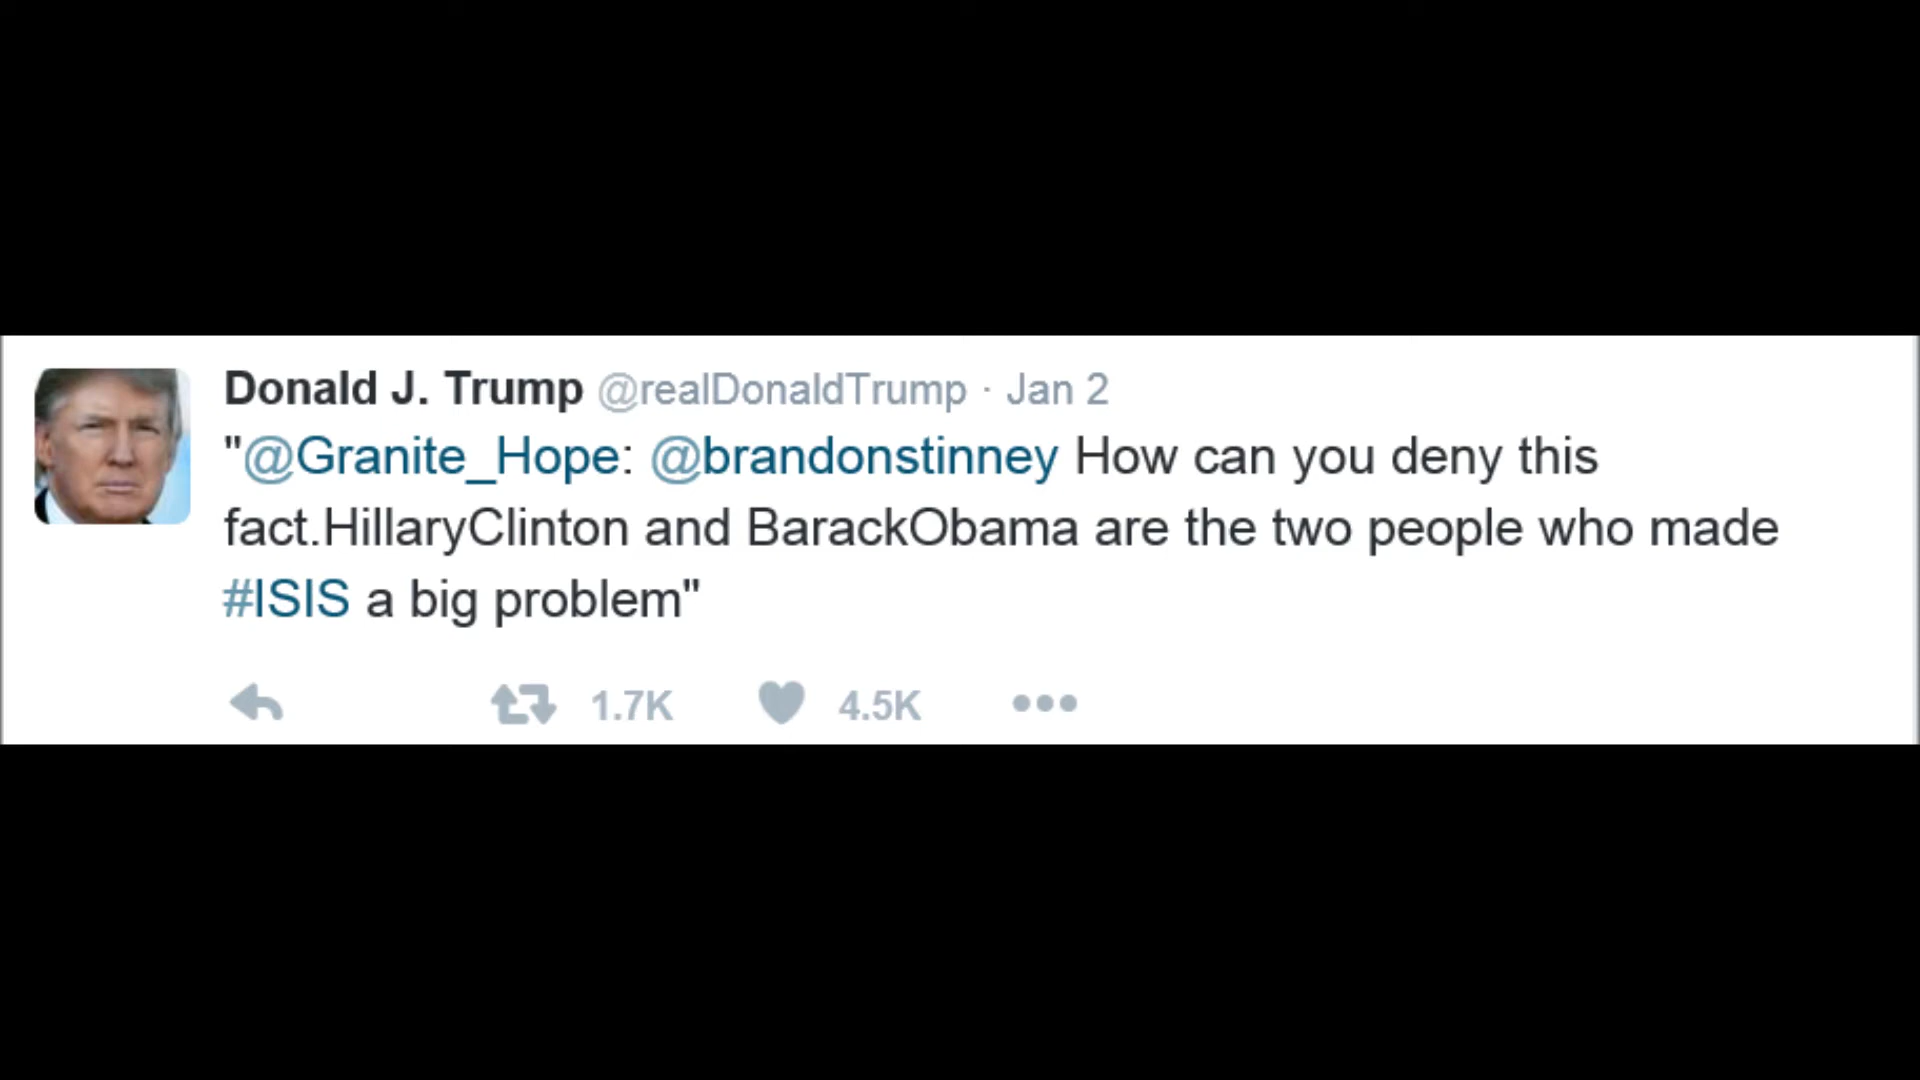 Donald J. Trump @realDonaldTrump · Jan 2
"@Granite_Hope: @brandonstinney How can you deny this
fact.HillaryClinton and BarackObama are the two people who made
#ISIS a big problem"
1.7K 4.5K